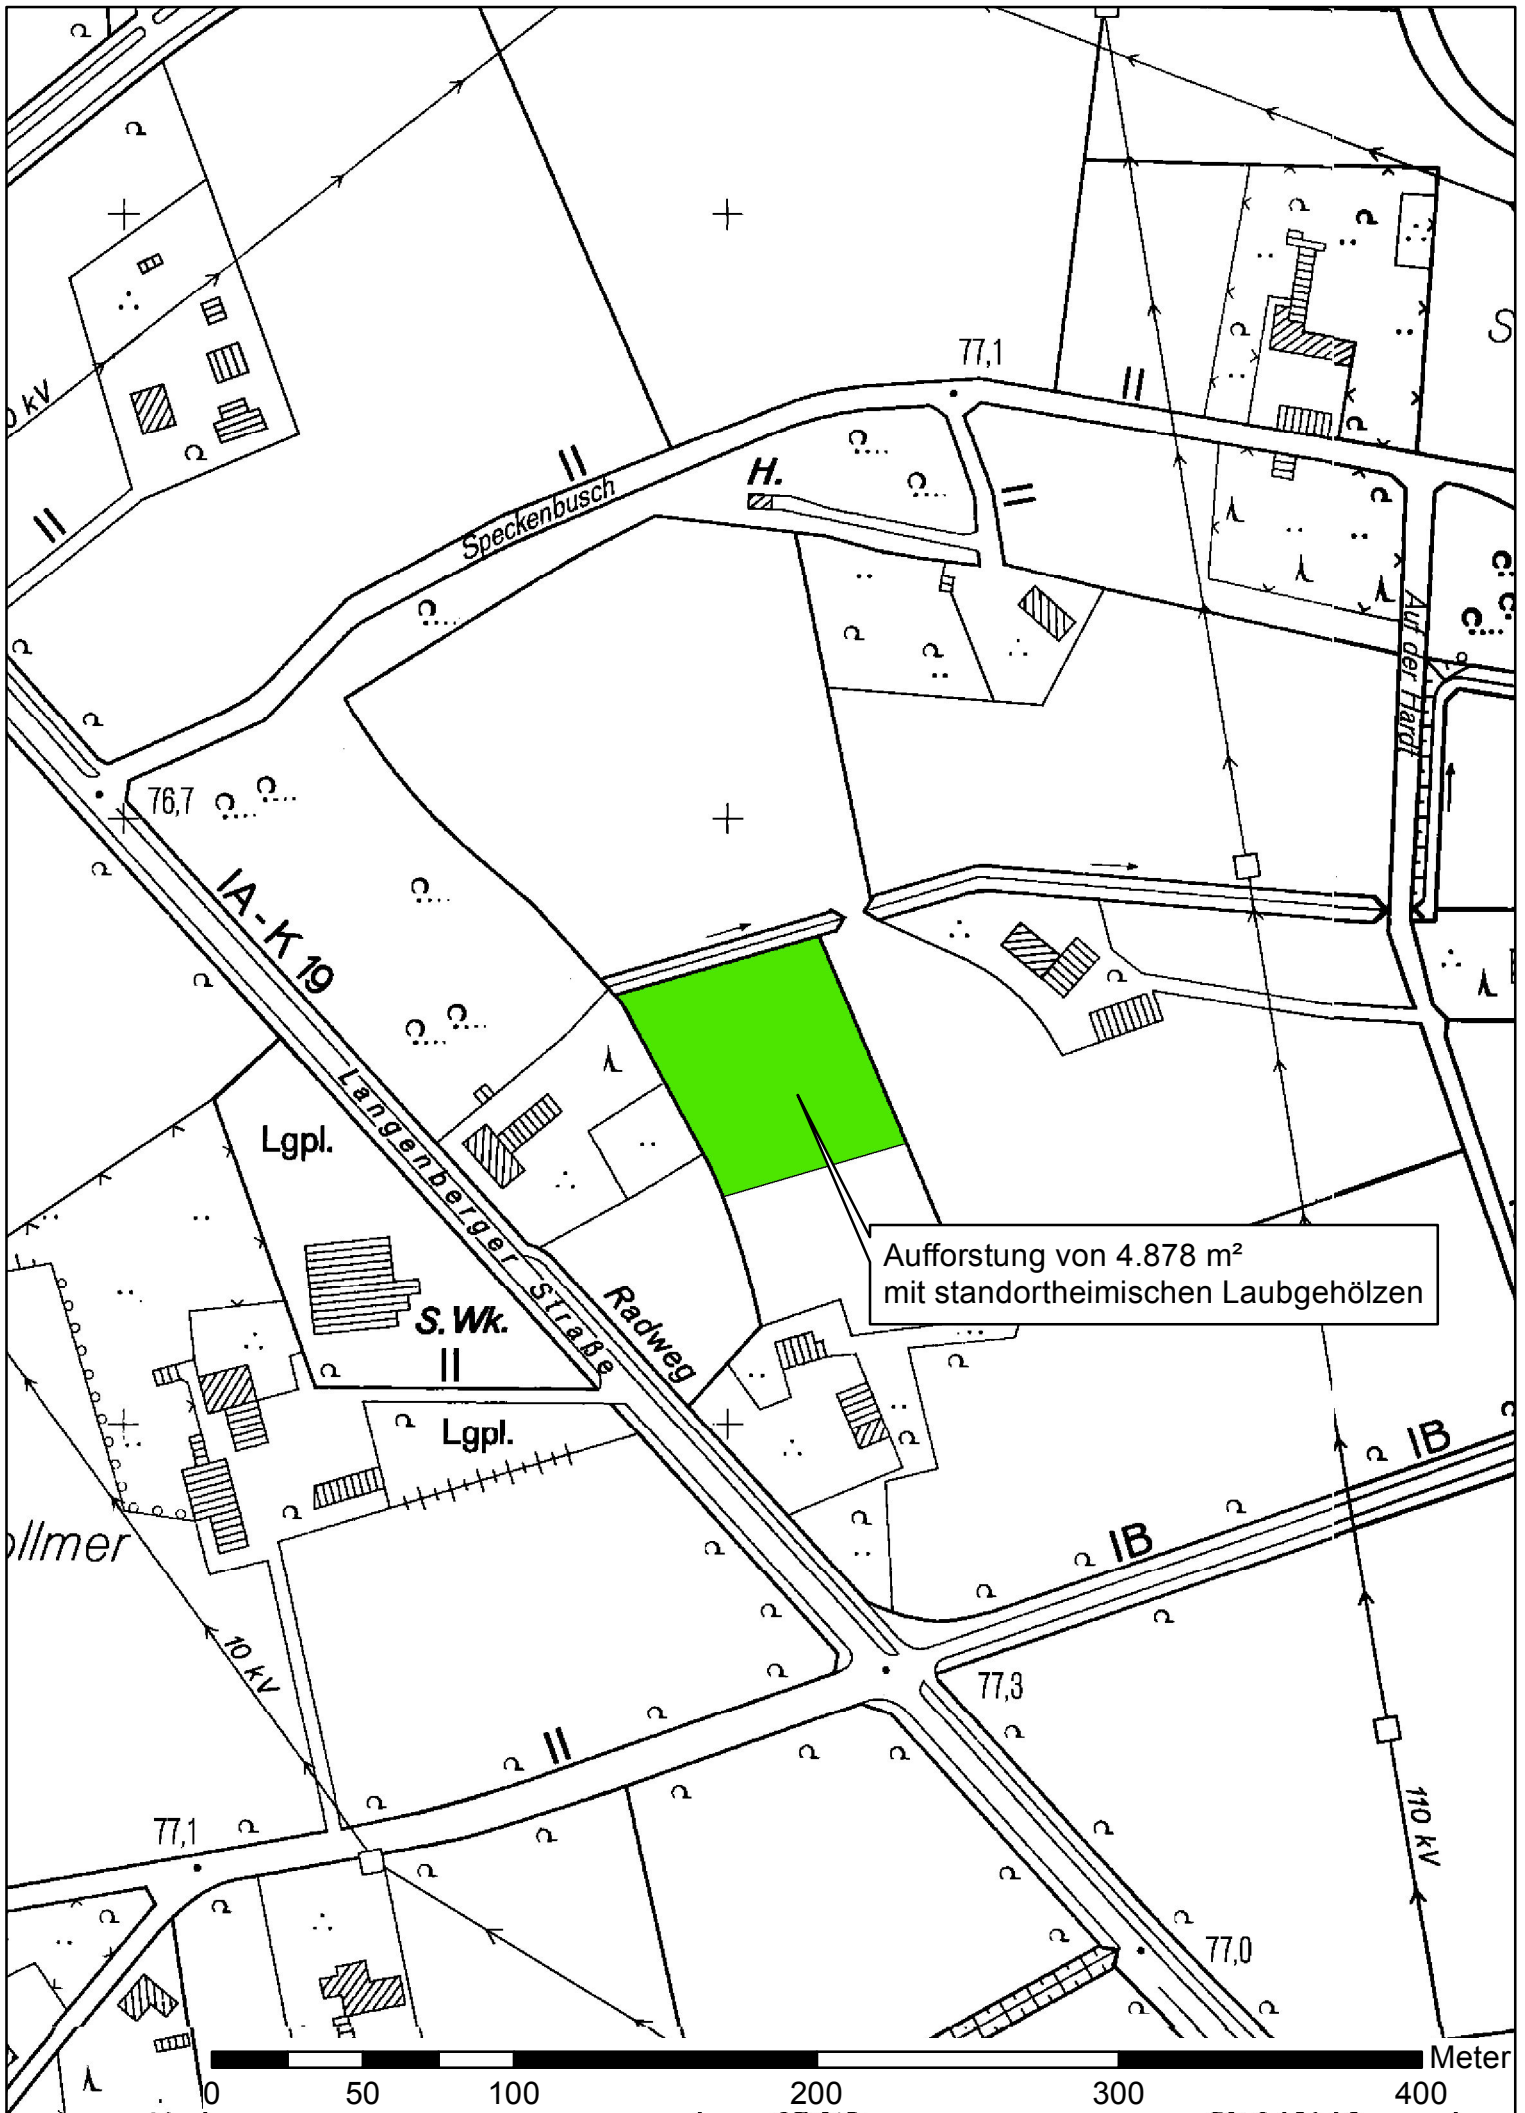 77,1
kV
II
II
H.
II
Speckenbusch
II
S
Auf der Hardt
76,7
IA - K 19
Langenberger Straße
Lgpl.
Aufforstung von 4.878 m²
mit standortheimischen Laubgehölzen
Radweg
S. Wk.
II
Lgpl.
IB
IB
ollmer
10 kV
77,3
II
110 kV
77,1
77,0
Meter
0 50 100 200 300 400